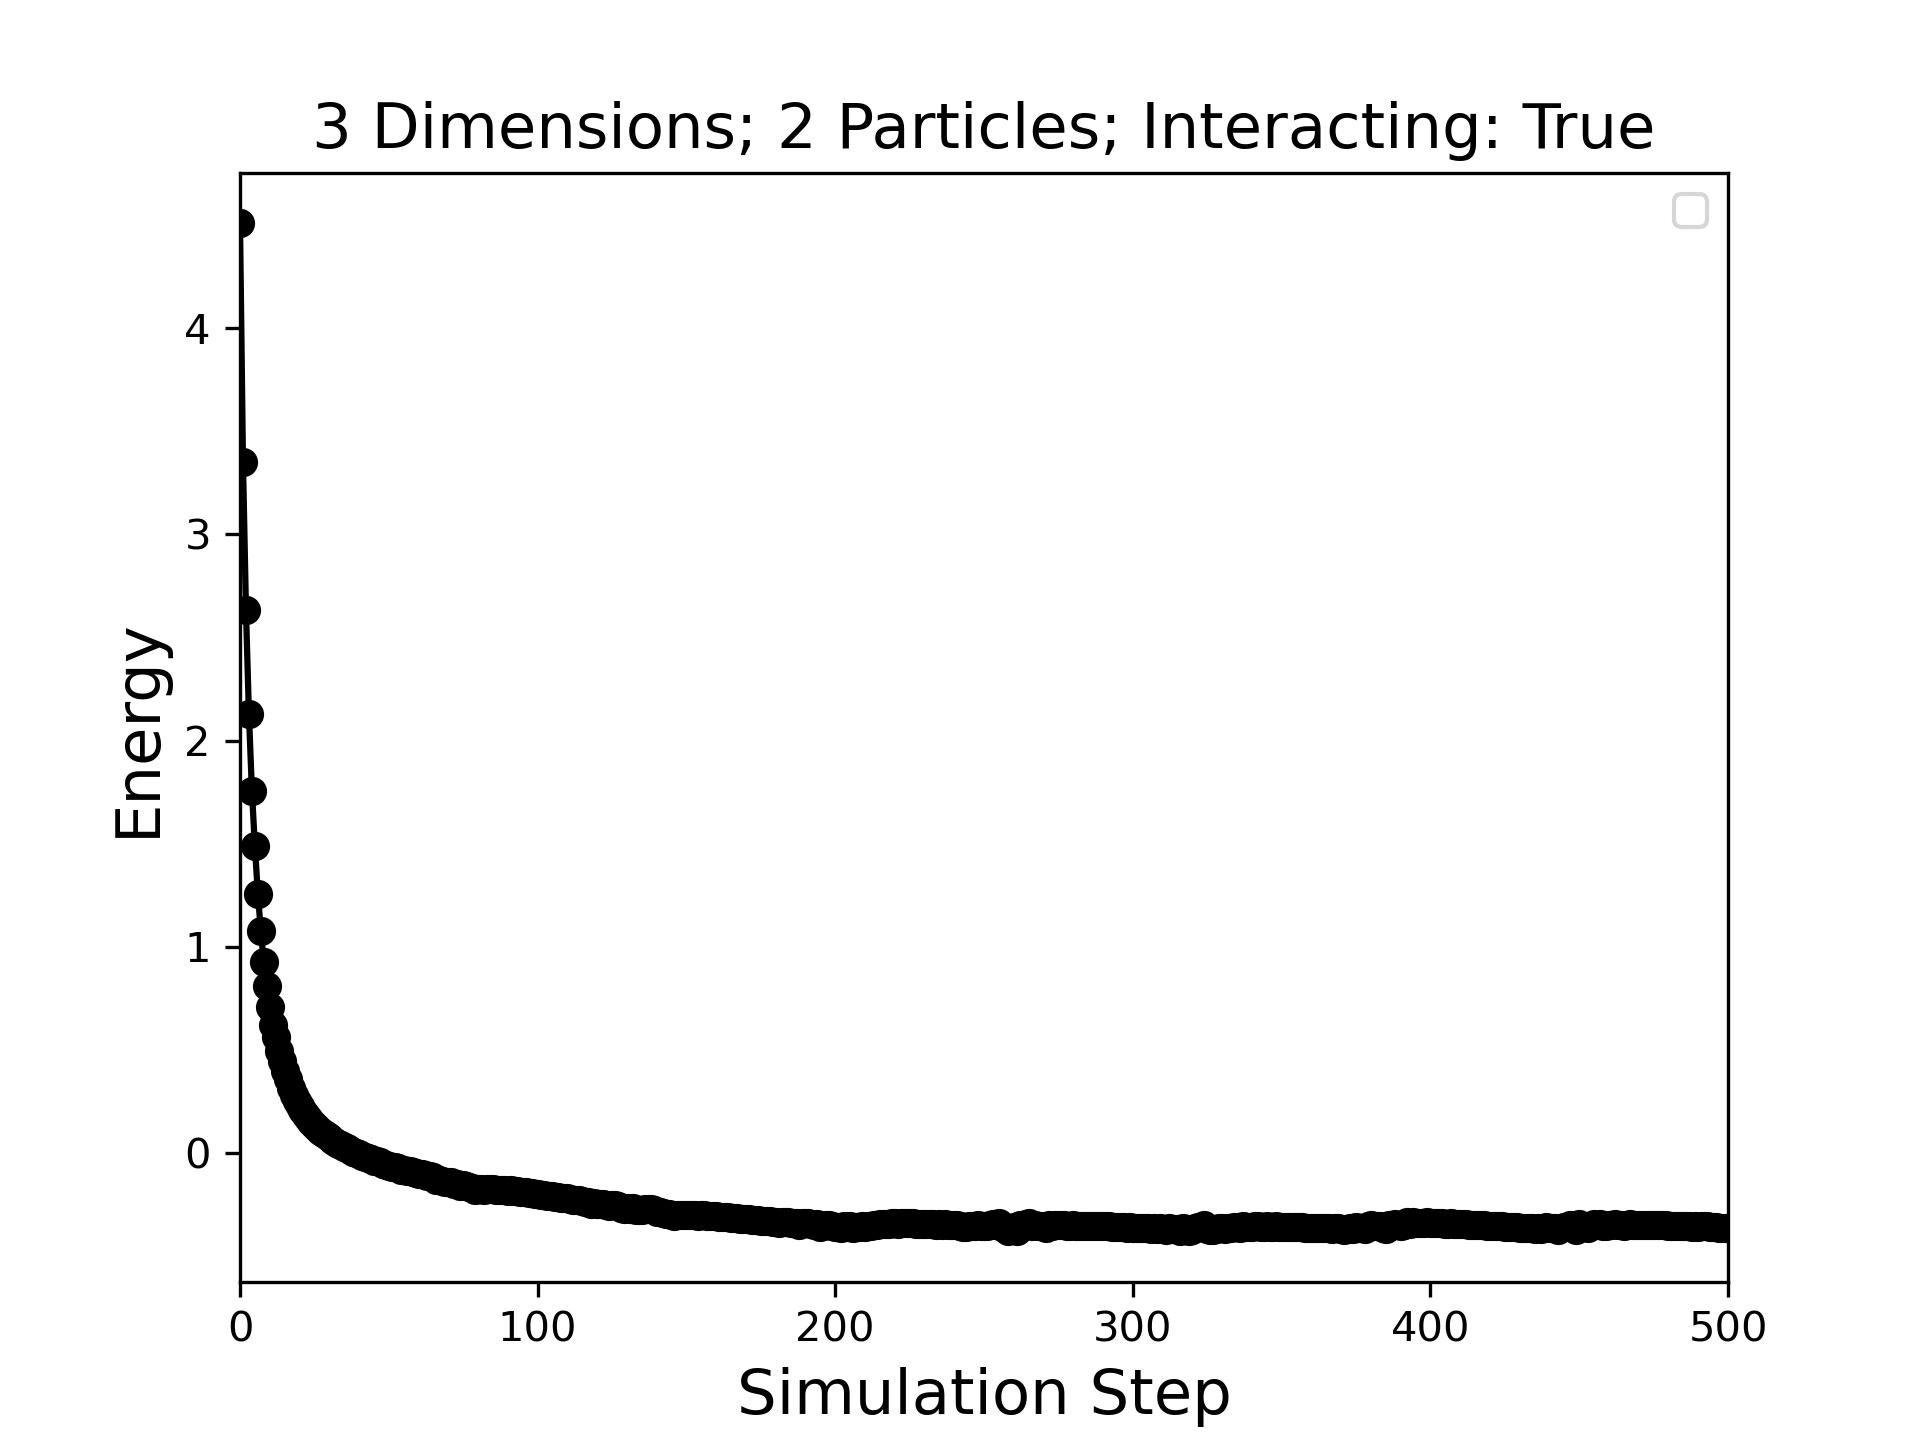 3 Dimensions; 2 Particles; Interacting: True
Energy
4
3
2
1
0
0 100 200 300 400 500
Simulation Step